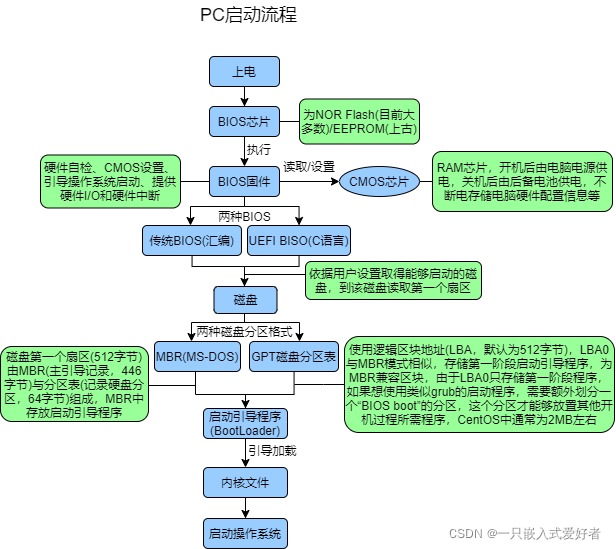 PC启动流程
上电
BIOS芯片
为NOR Flash(目前大
多数)/EEPROM(上古)
执行
硬件自检、CMOS设置、
引导操作系统启动、提供
硬件I/O和硬件中断
BIOS固件
读取/设置
CMOS芯片
RAM芯片，开机后由电脑电源供
电，关机后由后备电池供电，不
断电存储电脑硬件配置信息等
两种BIOS
传统BIOS(汇编)
UEFI BISO(C语言)
依据用户设置取得能够启动的磁
盘，到该磁盘读取第一个扇区
磁盘
两种磁盘分区格式
MBR(MS-DOS)
GPT磁盘分区表
磁盘第一个扇区(512字节)
由MBR(主引导记录，446
字节)与分区表(记录硬盘分
区，64字节)组成，MBR中
存放启动引导程序
使用逻辑区块地址(LBA，默认为512字节)，LBA0
与MBR模式相似，存储第一阶段启动引导程序，为
MBR兼容区块，由于LBA0只存储第一阶段程序，
如果想使用类似grub的启动程序，需要额外划分一
个“BIOS boot”的分区，这个分区才能够放置其他开
机过程所需程序，CentOS中通常为2MB左右
启动引导程序
(BootLoader)
引导加载
内核文件
启动操作系统
CSDN @一只嵌入式爱好者